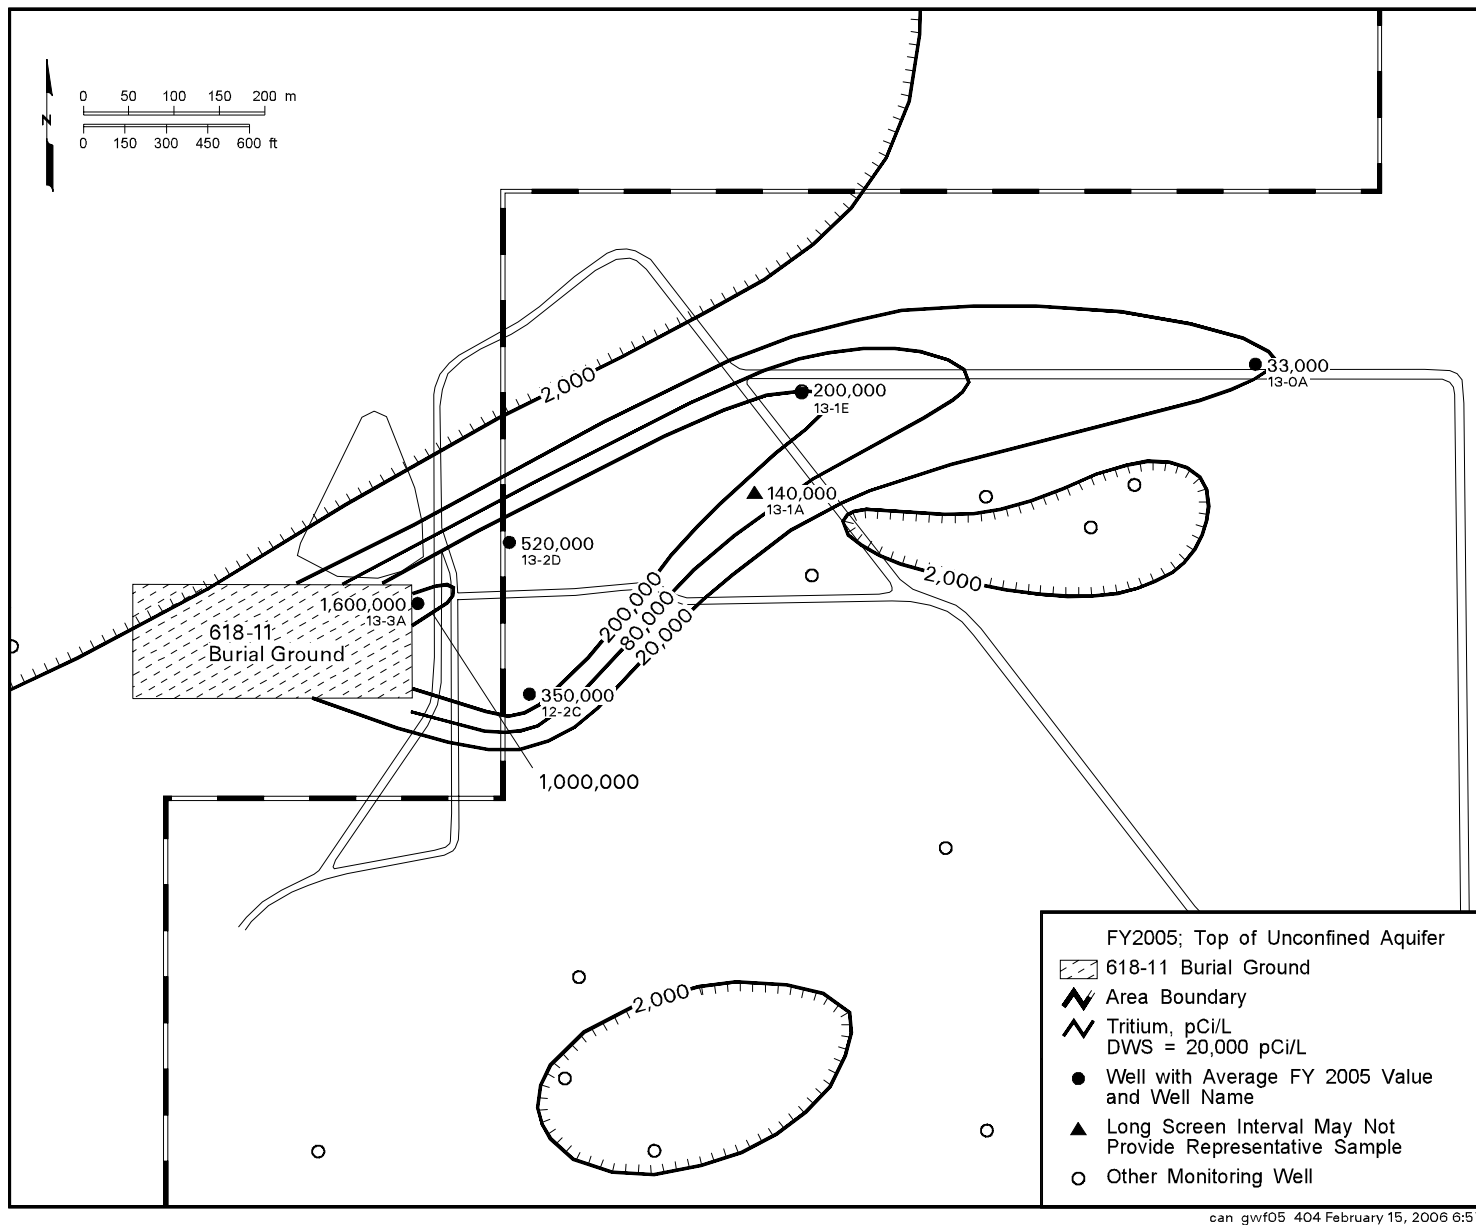 0 50 100 150 200 m
N
0 150 300 450 600 ft
2,000
33,000
13-0A
200,000
13-1E
140,000
13-1A
520,000
13-2D
2,000
1,600,000
13-3A
618-11
Burial Ground
200,000
80,000
20,000
350,000
12-2C
1,000,000
2,000
FY2005; Top of Unconfined Aquifer
618-11 Burial Ground
Area Boundary
Tritium, pCi/L
DWS = 20,000 pCi/L
Well with Average FY 2005 Value
and Well Name
Long Screen Interval May Not
Provide Representative Sample
Other Monitoring Well
can_gwf05_404 February 15, 2006 6:5